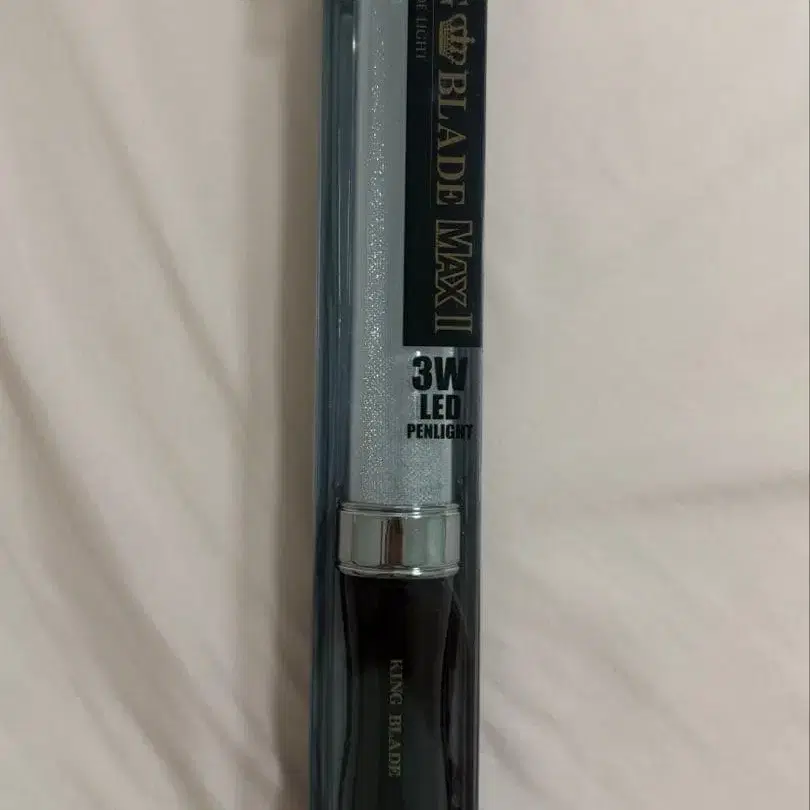 BLADE MAX II
3W
LED
PENLIGHT
KING BLADE